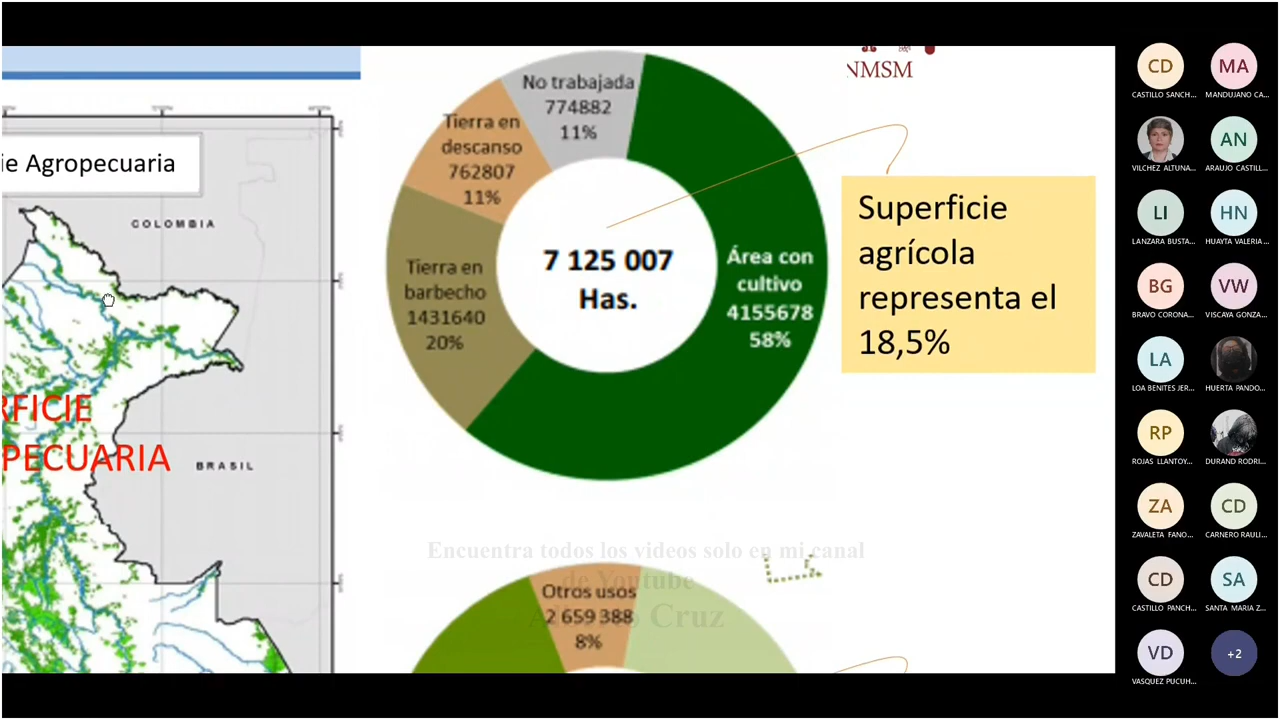 NMSM
ie Agropecuaria
COLOMBIA
RFICIE
PECUARIA
BRASIL
No trabajada
774882
11%
Tierra en
descanso
762807
11%
Tierra en
barbecho
1431640
20%
7 125 007
Has.
Área con
cultivo
4155678
58%
Superficie
agrícola
representa el
18,5%
Encuentra todos los videos solo en mi canal
de Youtube
Cruz
Otros usos
2 659 388
8%
CD
CASTILLO SANCH...
MA
MANDUJANO CA...
VILCHEZ ALTUNA...
AN
ARAUJO CASTILL...
LI
LANZARA BUSTA...
HN
HUAYTA VALERIA ...
BG
BRAVO CORONA...
VW
VISCAYA GONZA...
LA
LOA BENITES JER...
HUERTA PANDO...
RP
ROJAS LLANTOY...
DURAND RODRI...
ZA
ZAVALETA FANO...
CD
CARNERO RAULI...
CD
CASTILLO PANCH...
SA
SANTA MARIA Z...
VD
VASQUEZ PUCUH...
+2